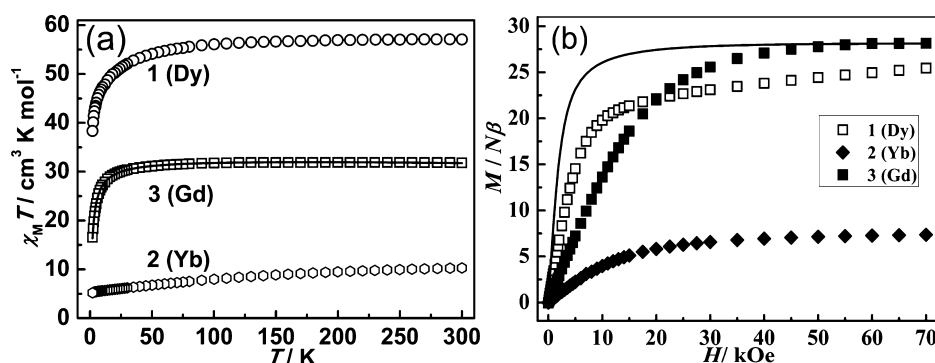 (a)
χM T / cm³ K mol⁻¹
60
50
40
30
20
10
0
1 (Dy)
3 (Gd)
2 (Yb)
0 50 100 150 200 250 300
T / K
(b)
M / Nβ
30
25
20
15
10
5
0
1 (Dy)
2 (Yb)
3 (Gd)
0 10 20 30 40 50 60 70
H/ kOe